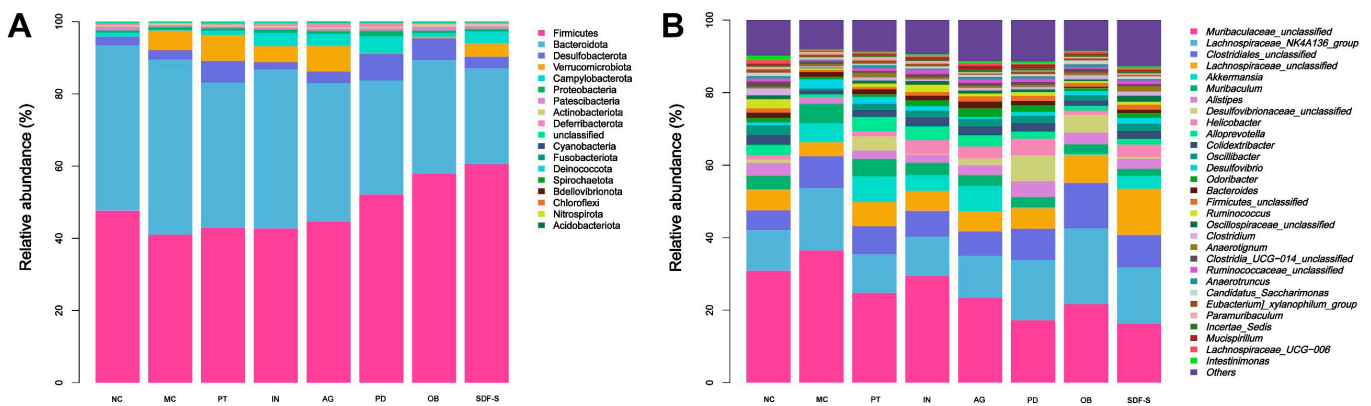 A
Relative abundance (%)
100
80
60
40
20
0
NC MC PT IN AG PD OB SDF-S
Firmicutes
Bacteroidota
Desulfobacterota
Verrucomicrobiota
Campylobacterota
Proteobacteria
Patescibacteria
Actinobacteriota
Deferribacterota
unclassified
Cyanobacteria
Fusobacteriota
Deinococcota
Spirochaetota
Bdellovibrionota
Chloroflexi
Nitrospirota
Acidobacteriota
B
Relative abundance (%)
100
80
60
40
20
0
NC MC PT IN AG PD OB SDF-S
Muribaculaceae_unclassified
Lachnospiraceae_NK4A136_group
Clostridiales_unclassified
Lachnospiraceae_unclassified
Akkermansia
Muribaculum
Alistipes
Desulfovibrionaceae_unclassified
Helicobacter
Alloprevotella
Colidextribacter
Oscillibacter
Desulfovibrio
Odoribacter
Bacteroides
Firmicutes_unclassified
Ruminococcus
Oscillospiraceae_unclassified
Clostridium
Anaerotignum
Clostridia_UCG-014_unclassified
Ruminococcaceae_unclassified
Anaerotruncus
Candidatus_Saccharimonas
Eubacterium]_xylanophilum_group
Paramuribaculum
Incertae_Sedis
Mucispirillum
Lachnospiraceae_UCG-006
Intestinimonas
Others